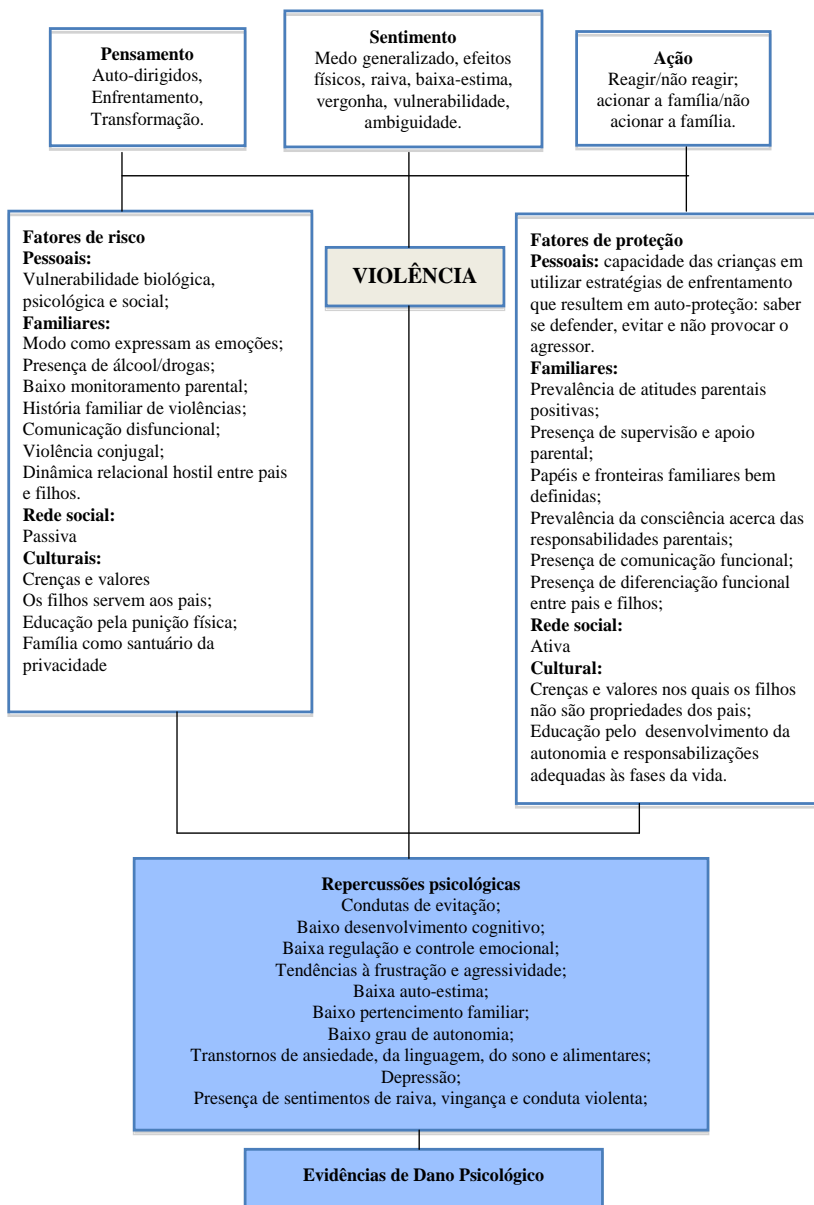 Pensamento
Auto-dirigidos,
Enfrentamento,
Transformação.
Sentimento
Medo generalizado, efeitos
físicos, raiva, baixa-estima,
vergonha, vulnerabilidade,
ambiguidade.
Ação
Reagir/não reagir;
acionar a família/não
acionar a família.
Fatores de risco
Pessoais:
Vulnerabilidade biológica,
psicológica e social;
Familiares:
Modo como expressam as emoções;
Presença de álcool/drogas;
Baixo monitoramento parental;
História familiar de violências;
Comunicação disfuncional;
Violência conjugal;
Dinâmica relacional hostil entre pais
e filhos.
Rede social:
Passiva
Culturais:
Crenças e valores
Os filhos servem aos pais;
Educação pela punição física;
Família como santuário da
privacidade
VIOLÊNCIA
Fatores de proteção
Pessoais: capacidade das crianças em
utilizar estratégias de enfrentamento
que resultem em auto-proteção: saber
se defender, evitar e não provocar o
agressor.
Familiares:
Prevalência de atitudes parentais
positivas;
Presença de supervisão e apoio
parental;
Papéis e fronteiras familiares bem
definidas;
Prevalência da consciência acerca das
responsabilidades parentais;
Presença de comunicação funcional;
Presença de diferenciação funcional
entre pais e filhos;
Rede social:
Ativa
Cultural:
Crenças e valores nos quais os filhos
não são propriedades dos pais;
Educação pelo desenvolvimento da
autonomia e responsabilizações
adequadas às fases da vida.
Repercussões psicológicas
Condutas de evitação;
Baixo desenvolvimento cognitivo;
Baixa regulação e controle emocional;
Tendências à frustração e agressividade;
Baixa auto-estima;
Baixo pertencimento familiar;
Baixo grau de autonomia;
Transtornos de ansiedade, da linguagem, do sono e alimentares;
Depressão;
Presença de sentimentos de raiva, vingança e conduta violenta;
Evidências de Dano Psicológico